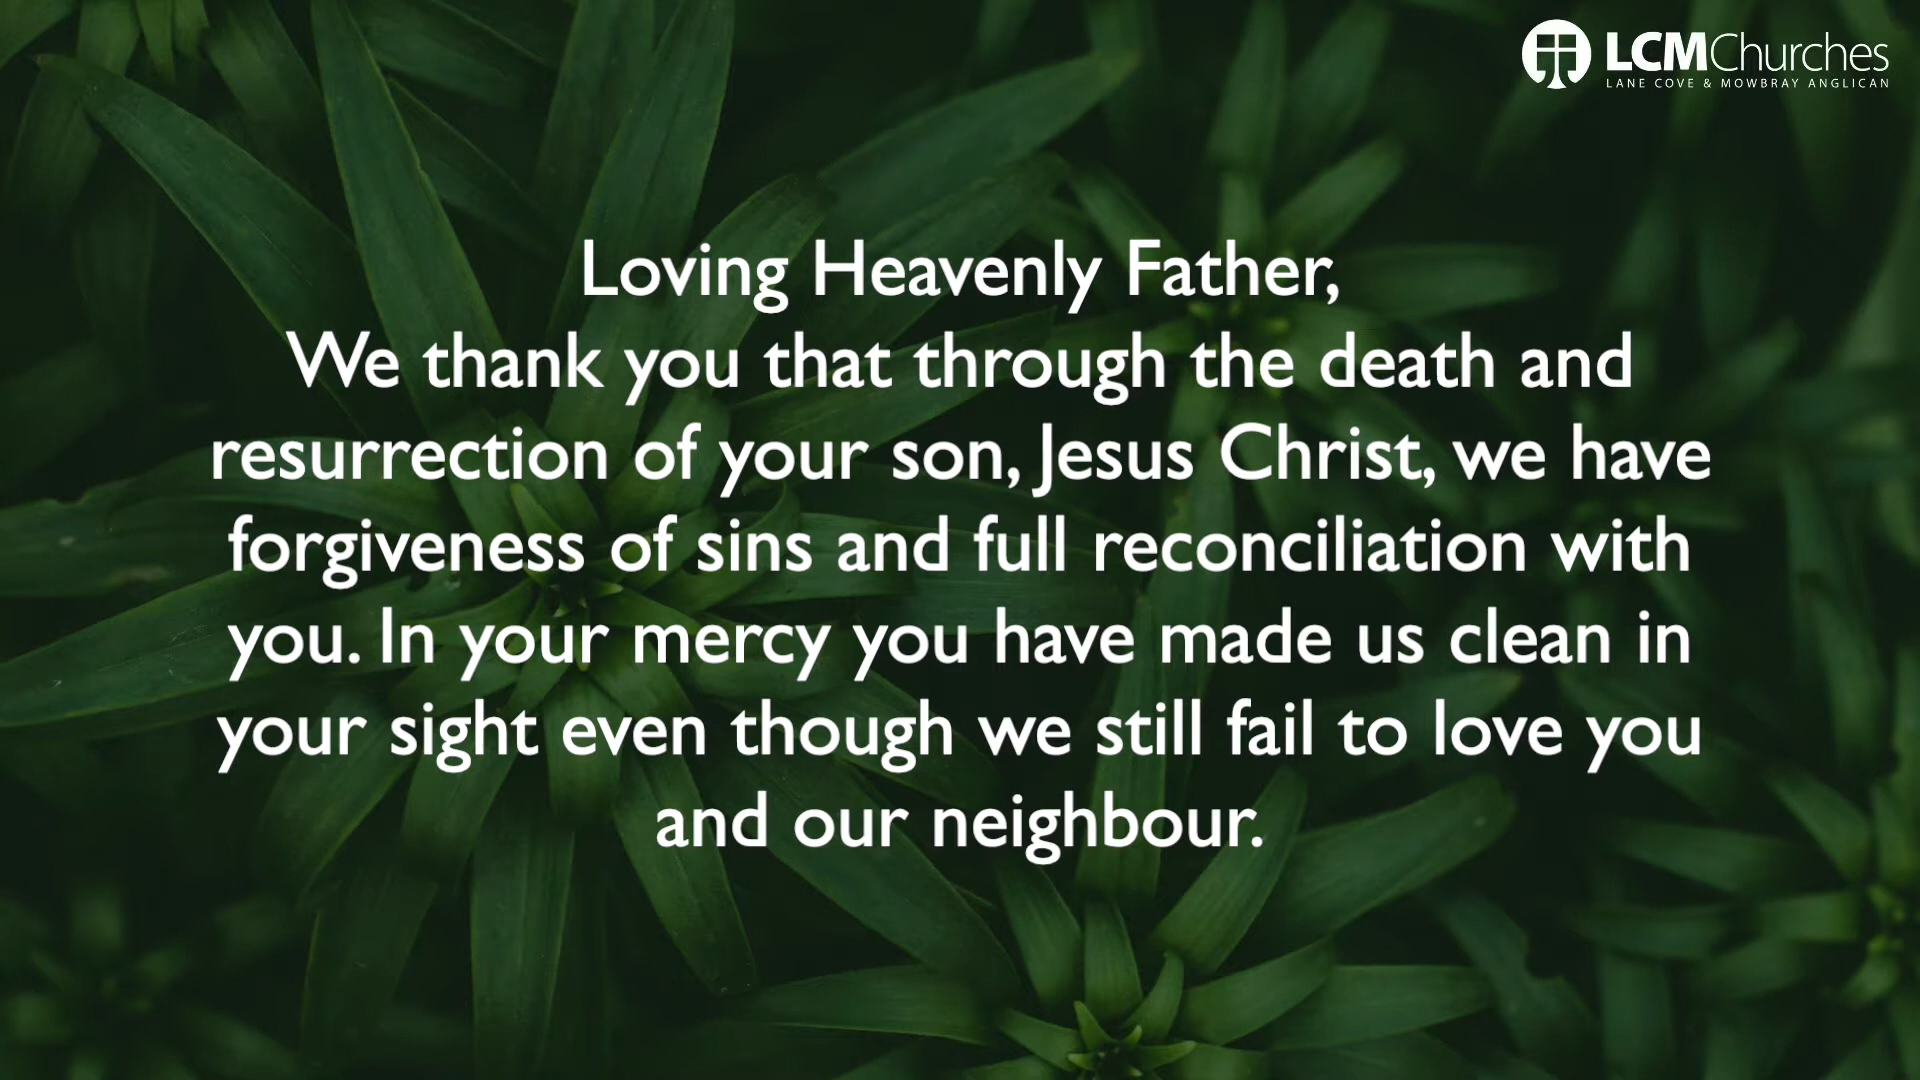 LCMChurches
LANE COVE & MOWBRAY ANGLICAN
Loving Heavenly Father,
We thank you that through the death and
resurrection of your son, Jesus Christ, we have
forgiveness of sins and full reconciliation with
you. In your mercy you have made us clean in
your sight even though we still fail to love you
and our neighbour.